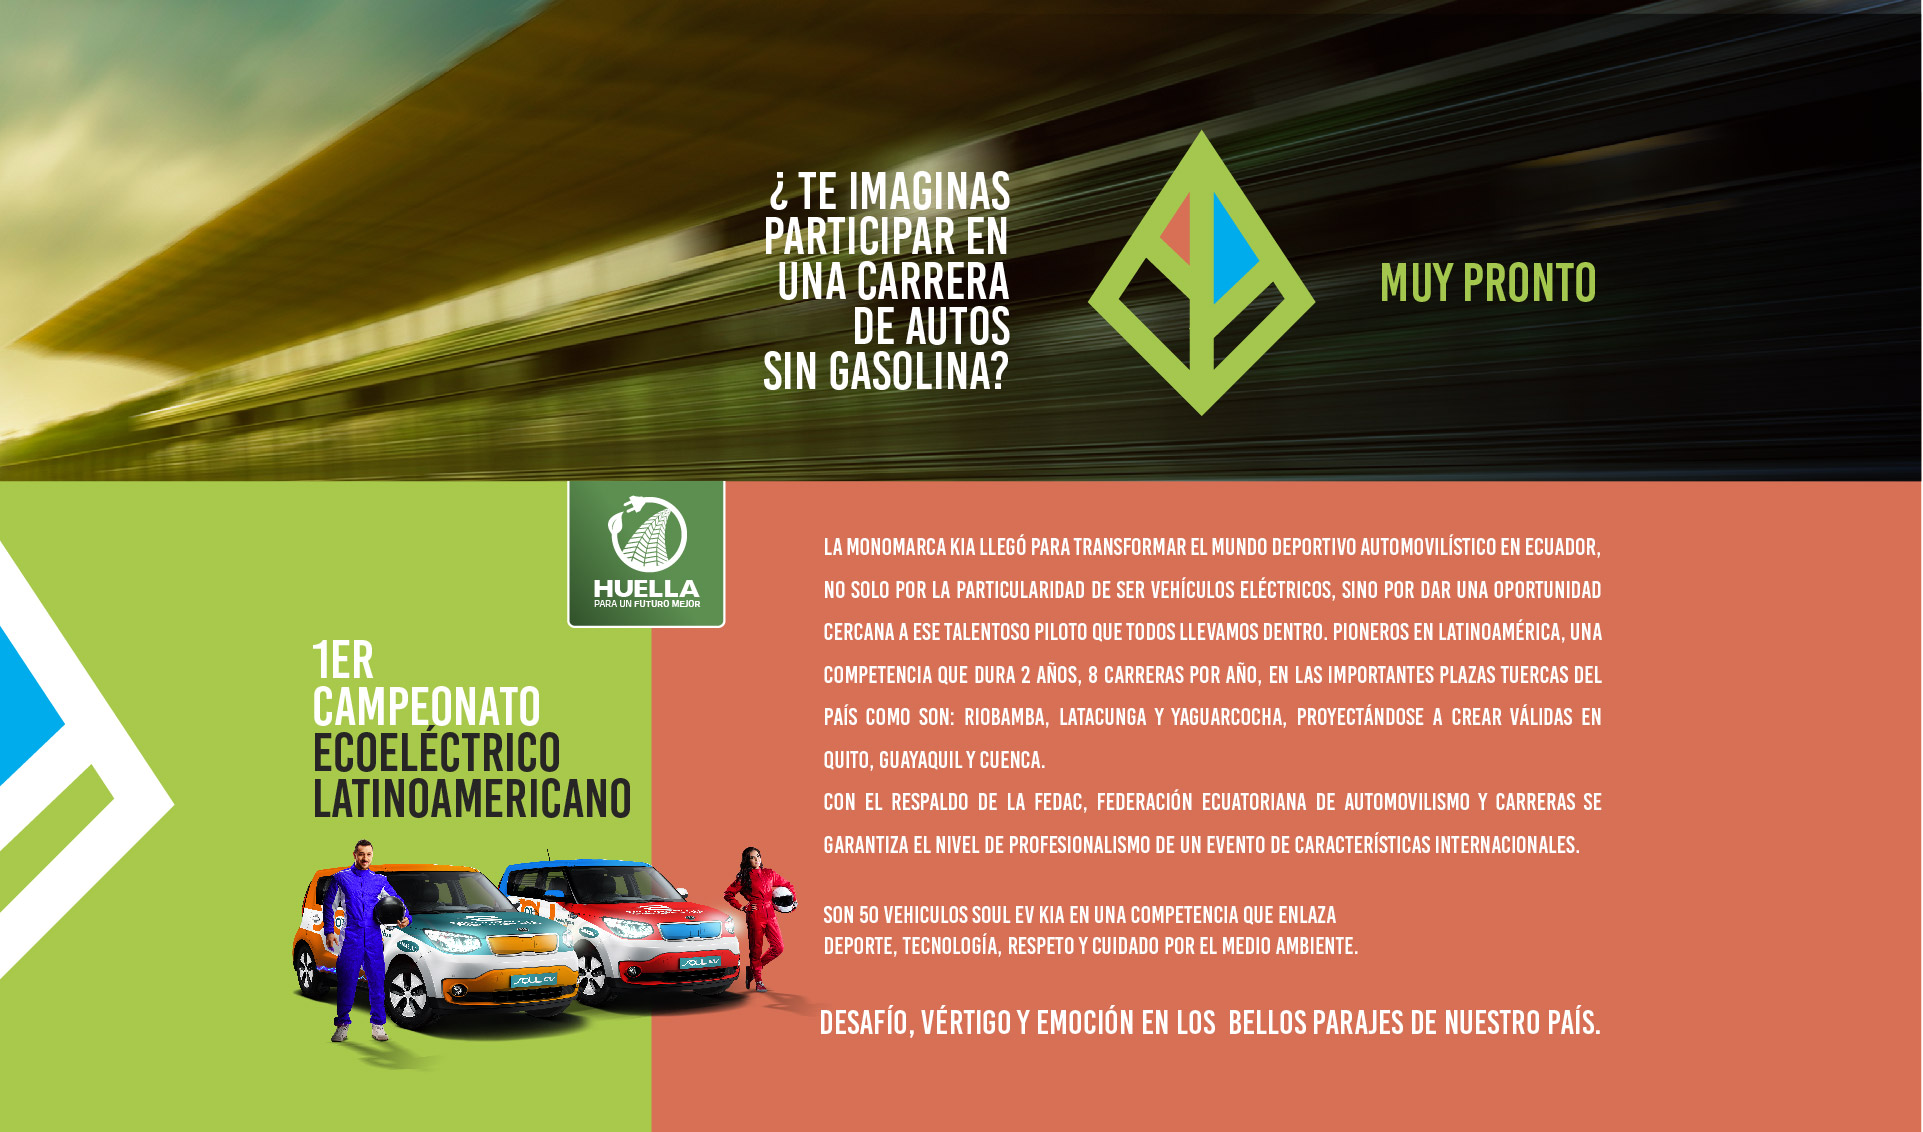 ¿ TE IMAGINAS
PARTICIPAR EN
UNA CARRERA
DE AUTOS
SIN GASOLINA?
MUY PRONTO
HUELLA
PARA UN FUTURO MEJOR
1ER
CAMPEONATO
ECOELÉCTRICO
LATINOAMERICANO
LA MONOMARCA KIA LLEGÓ PARA TRANSFORMAR EL MUNDO DEPORTIVO AUTOMOVILÍSTICO EN ECUADOR,
NO SOLO POR LA PARTICULARIDAD DE SER VEHÍCULOS ELÉCTRICOS, SINO POR DAR UNA OPORTUNIDAD
CERCANA A ESE TALENTOSO PILOTO QUE TODOS LLEVAMOS DENTRO. PIONEROS EN LATINOAMÉRICA, UNA
COMPETENCIA QUE DURA 2 AÑOS, 8 CARRERAS POR AÑO, EN LAS IMPORTANTES PLAZAS TUERCAS DEL
PAÍS COMO SON: RIOBAMBA, LATACUNGA Y YAGUARCOCHA, PROYECTÁNDOSE A CREAR VÁLIDAS EN
QUITO, GUAYAQUIL Y CUENCA.
CON EL RESPALDO DE LA FEDAC, FEDERACIÓN ECUATORIANA DE AUTOMOVILISMO Y CARRERAS SE
GARANTIZA EL NIVEL DE PROFESIONALISMO DE UN EVENTO DE CARACTERÍSTICAS INTERNACIONALES.
SON 50 VEHICULOS SOUL EV KIA EN UNA COMPETENCIA QUE ENLAZA
DEPORTE, TECNOLOGÍA, RESPETO Y CUIDADO POR EL MEDIO AMBIENTE.
DESAFÍO, VÉRTIGO Y EMOCIÓN EN LOS  BELLOS PARAJES DE NUESTRO PAÍS.
SOUL EV
SOUL EV